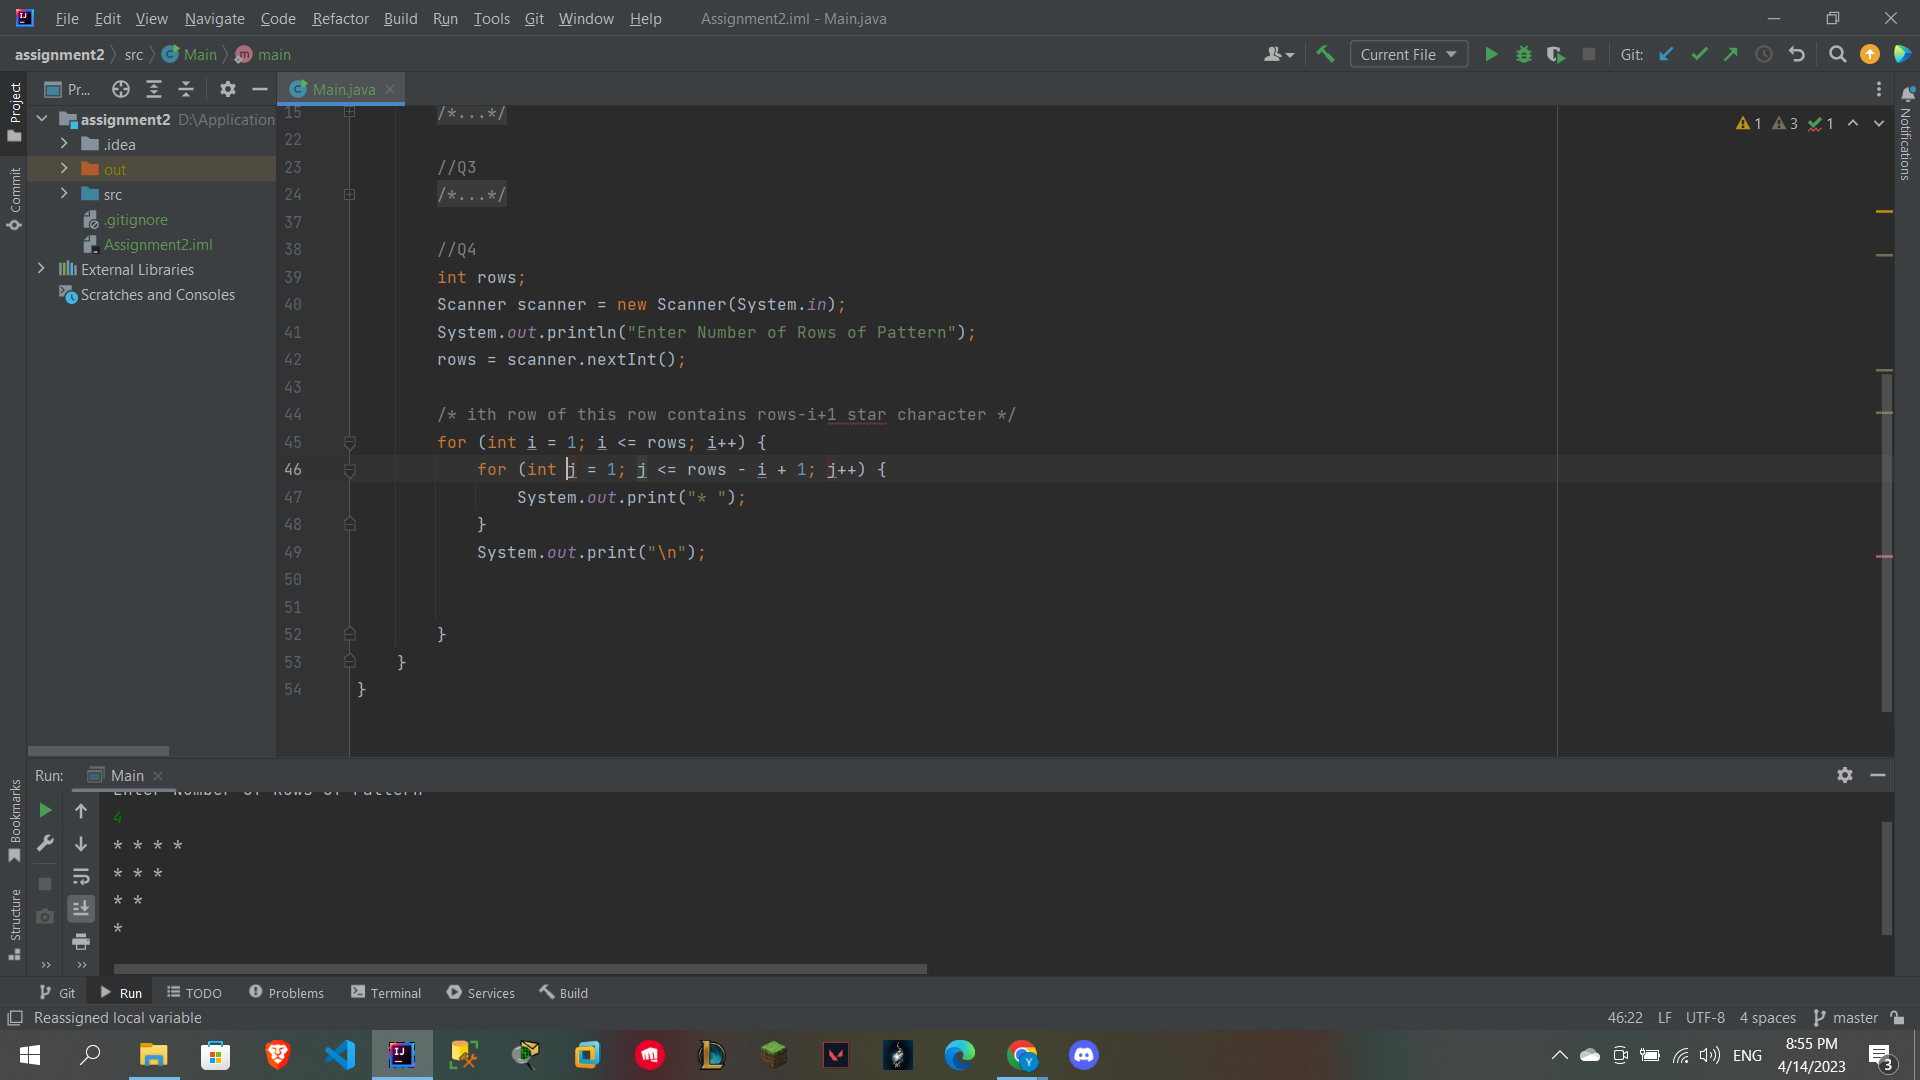 File Edit View Navigate Code Refactor Build Run Tools Git Window Help Assignment2.iml - Main.java
assignment2 src Main main Current File Git:
Pr... Main.java
Project
Commit
Bookmarks
Structure
Notifications
assignment2 D:\Application
.idea
out
src
.gitignore
Assignment2.iml
External Libraries
Scratches and Consoles
1 3 1
15 /*...*/
22
23 //Q3
24 /*...*/
37
38 //Q4
39 int rows;
40 Scanner scanner = new Scanner(System.in);
41 System.out.println("Enter Number of Rows of Pattern");
42 rows = scanner.nextInt();
43
44 /* ith row of this row contains rows-i+1 star character */
45 for (int i = 1; i <= rows; i++) {
46 for (int j = 1; j <= rows - i + 1; j++) {
47 System.out.print("* ");
48 }
49 System.out.print("\n");
50
51
52 }
53 }
54 }
Run: Main
Enter Number of Rows of Pattern
4
* * * *
* * *
* *
*
Git Run TODO Problems Terminal Services Build
Reassigned local variable 46:22 LF UTF-8 4 spaces master
ENG 8:55 PM
4/14/2023 3